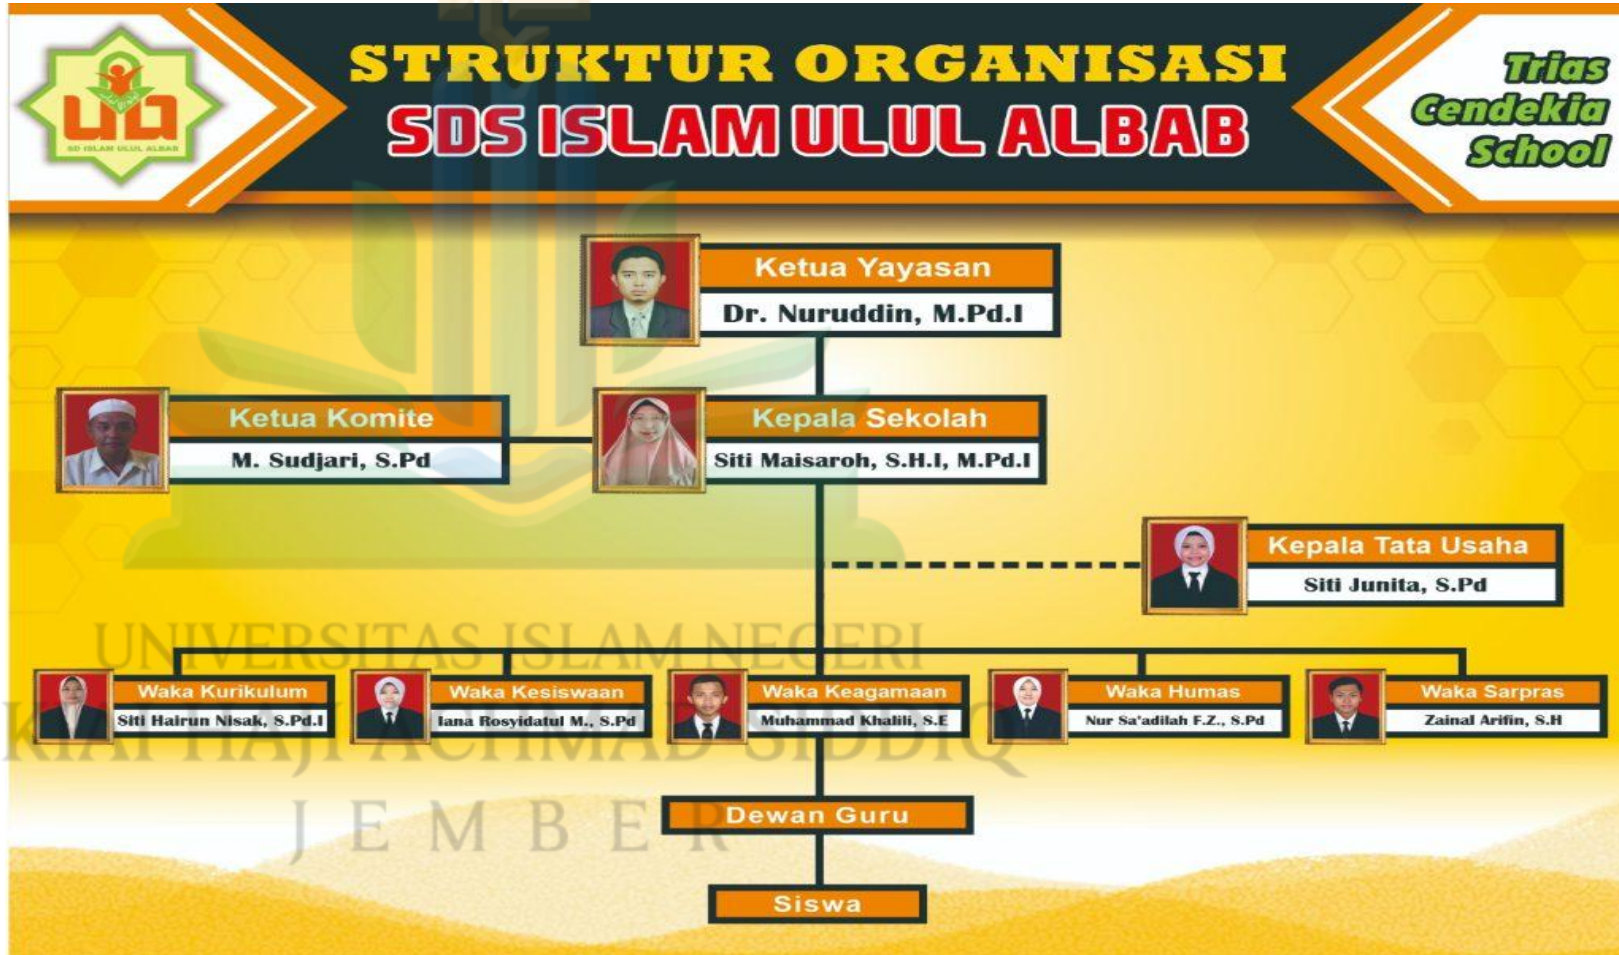 STRUKTUR ORGANISASI
SDS ISLAM ULUL ALBAB
SD ISLAM ULUL ALBAB
Trias
Cendekia
School
Ketua Yayasan
Dr. Nuruddin, M.Pd.I
Ketua Komite
M. Sudjari, S.Pd
Kepala Sekolah
Siti Maisaroh, S.H.I, M.Pd.I
Kepala Tata Usaha
Siti Junita, S.Pd
UNIVERSITAS ISLAM NEGERI
Waka Kurikulum
Siti Hairun Nisak, S.Pd.I
Waka Kesiswaan
Iana Rosyidatul M., S.Pd
Waka Keagamaan
Muhammad Khalili, S.E
Waka Humas
Nur Sa'adilah F.Z., S.Pd
Waka Sarpras
Zainal Arifin, S.H
KIAI HAJI ACHMAD SIDDIQ
JEMBER
Dewan Guru
Siswa